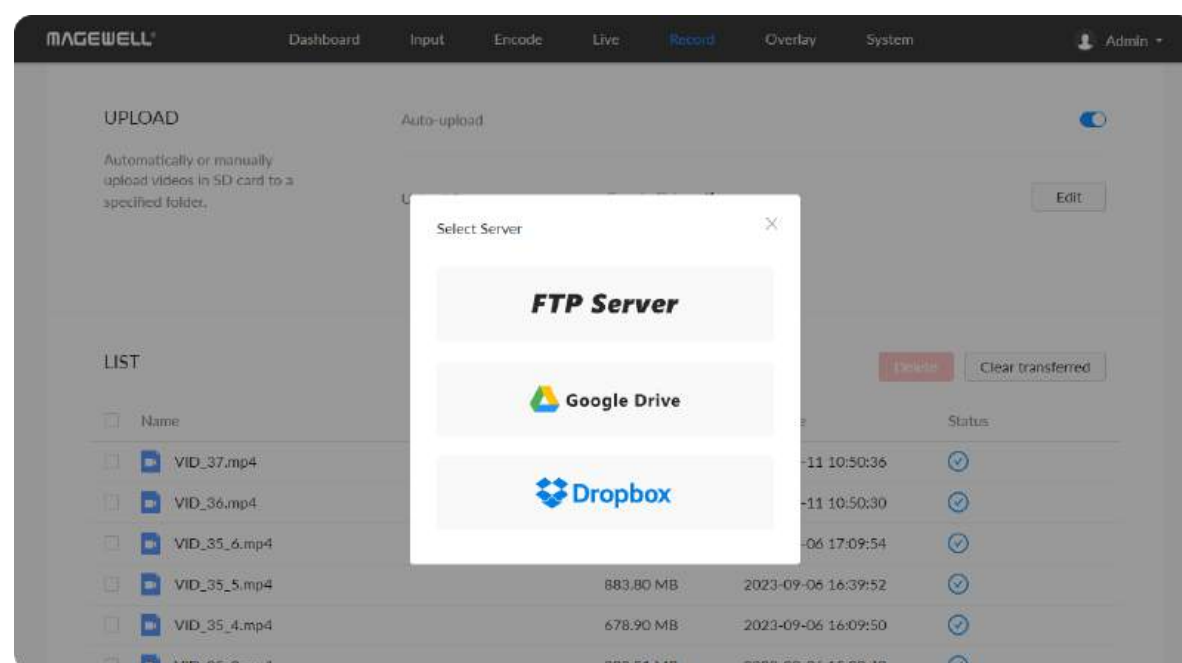 MAGEWELL
Dashboard Input Encode Live Record Overlay System Admin
UPLOAD Auto-upload
Automatically or manually
upload videos in SD card to a
specified folder.
Edit
Select Server
FTP Server
Google Drive
Dropbox
LIST
Delete Clear transferred
Name Status
VID_37.mp4 -11 10:50:36
VID_36.mp4 -11 10:50:30
VID_35_6.mp4 -06 17:09:54
VID_35_5.mp4 883.80 MB 2023-09-06 16:39:52
VID_35_4.mp4 678.90 MB 2023-09-06 16:09:50